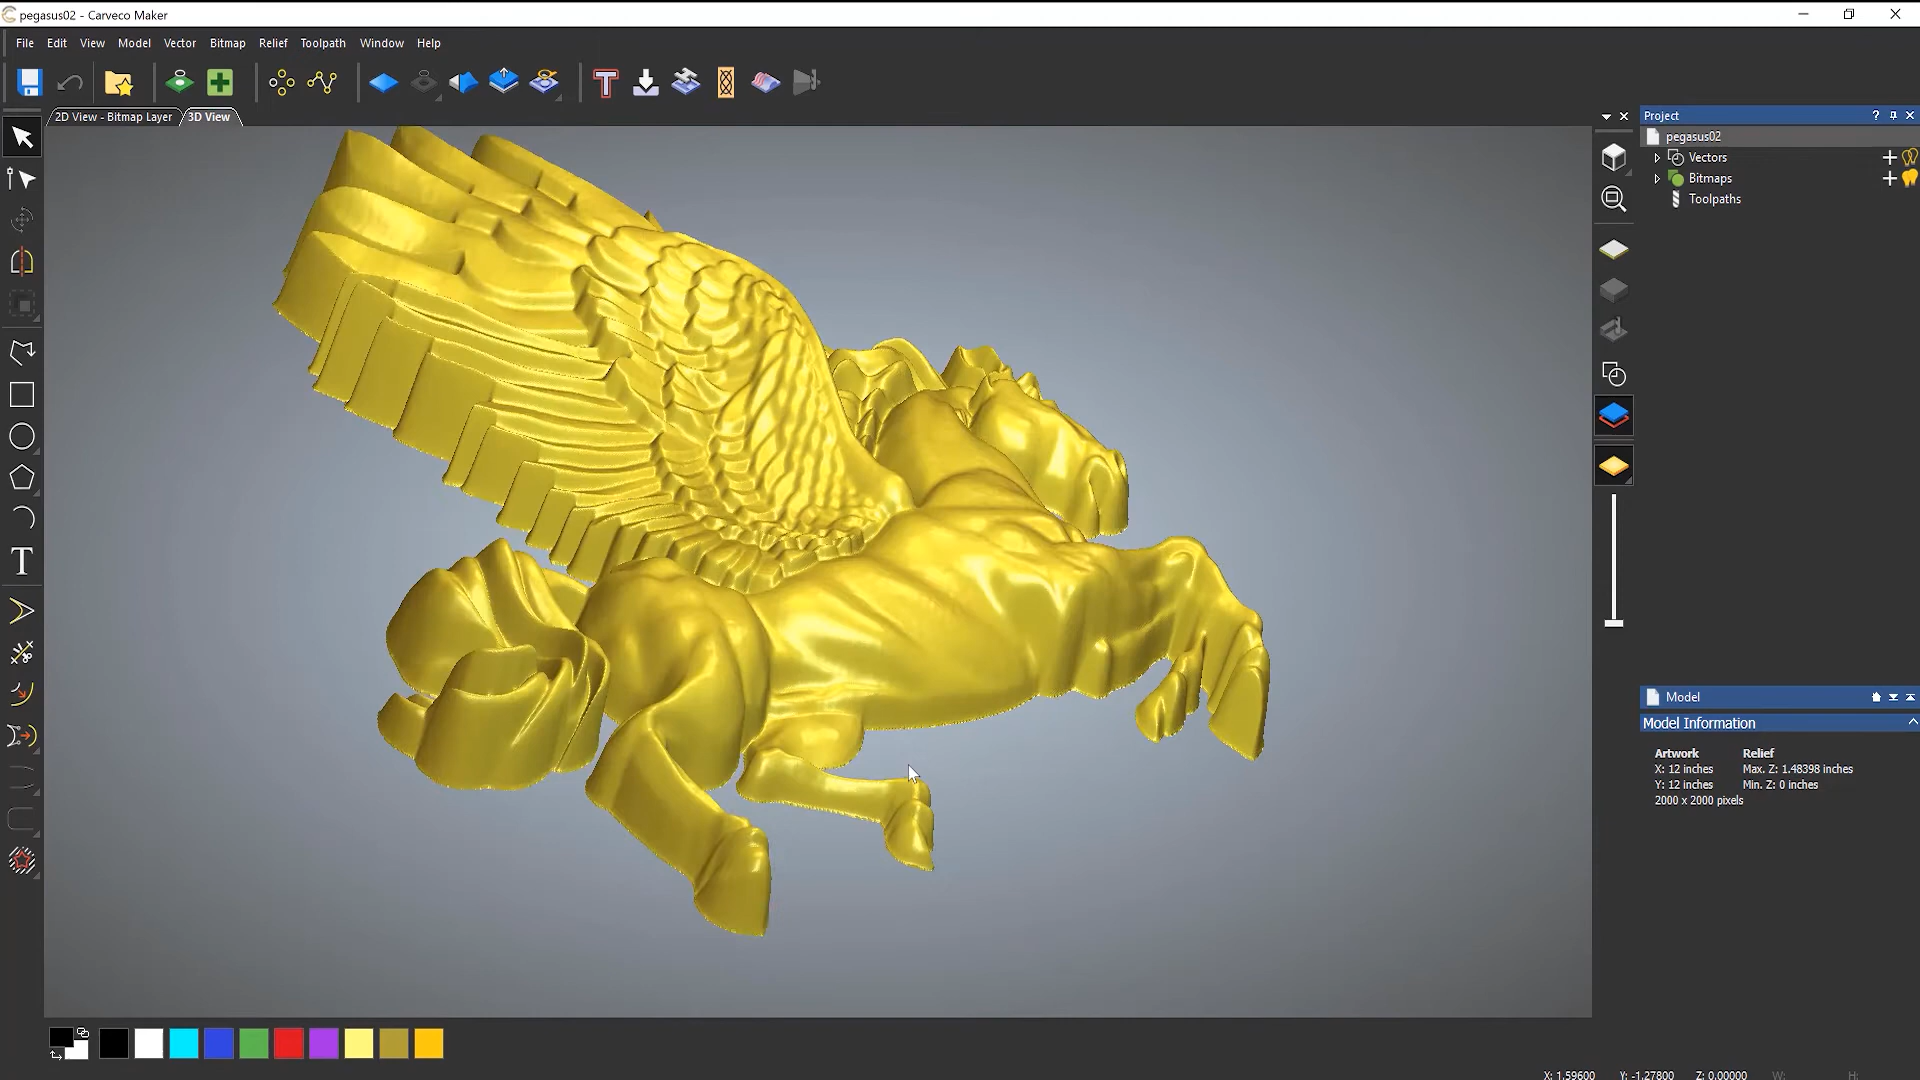 pegasus02 - Carveco Maker
File Edit View Model Vector Bitmap Relief Toolpath Window Help
2D View - Bitmap Layer 3D View
Project
pegasus02
Vectors
Bitmaps
Toolpaths
Model
Model Information
Artwork Relief
X: 12 inches Max. Z: 1.48398 inches
Y: 12 inches Min. Z: 0 inches
2000 x 2000 pixels
X: 1.59600 Y: -1.27800 Z: 0.00000 W: H: